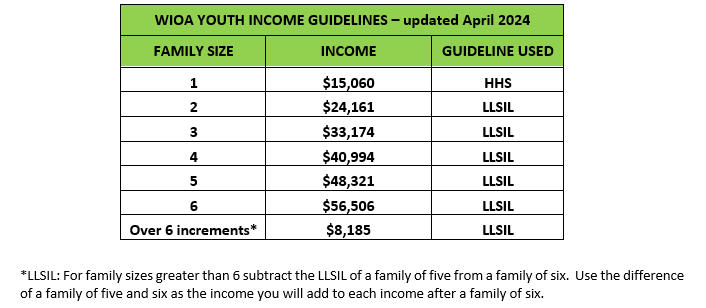 WIOA YOUTH INCOME GUIDELINES – updated April 2024
FAMILY SIZE INCOME GUIDELINE USED
1 $15,060 HHS
2 $24,161 LLSIL
3 $33,174 LLSIL
4 $40,994 LLSIL
5 $48,321 LLSIL
6 $56,506 LLSIL
Over 6 increments* $8,185 LLSIL
*LLSIL: For family sizes greater than 6 subtract the LLSIL of a family of five from a family of six. Use the difference
of a family of five and six as the income you will add to each income after a family of six.